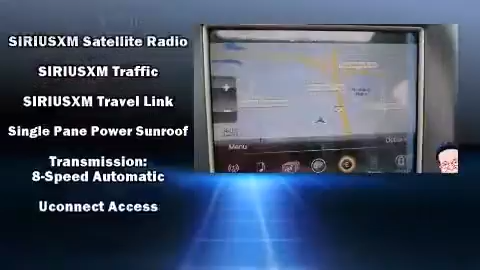 SIRIUSXM Satellite Radio
SIRIUSXM Traffic
SIRIUSXM Travel Link
Single Pane Power Sunroof
Transmission:
8-Speed Automatic
Uconnect Access
Menu
Options